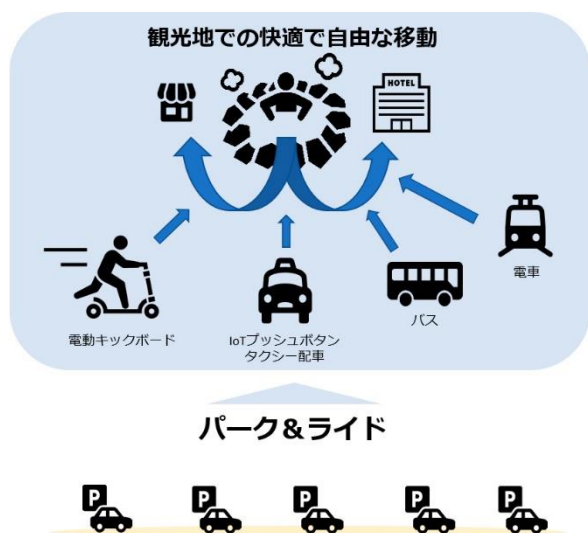 観光地での快適で自由な移動
HOTEL
電動キックボード
IoTプッシュボタン
タクシー配車
バス
電車
パーク&ライド
P P P P P